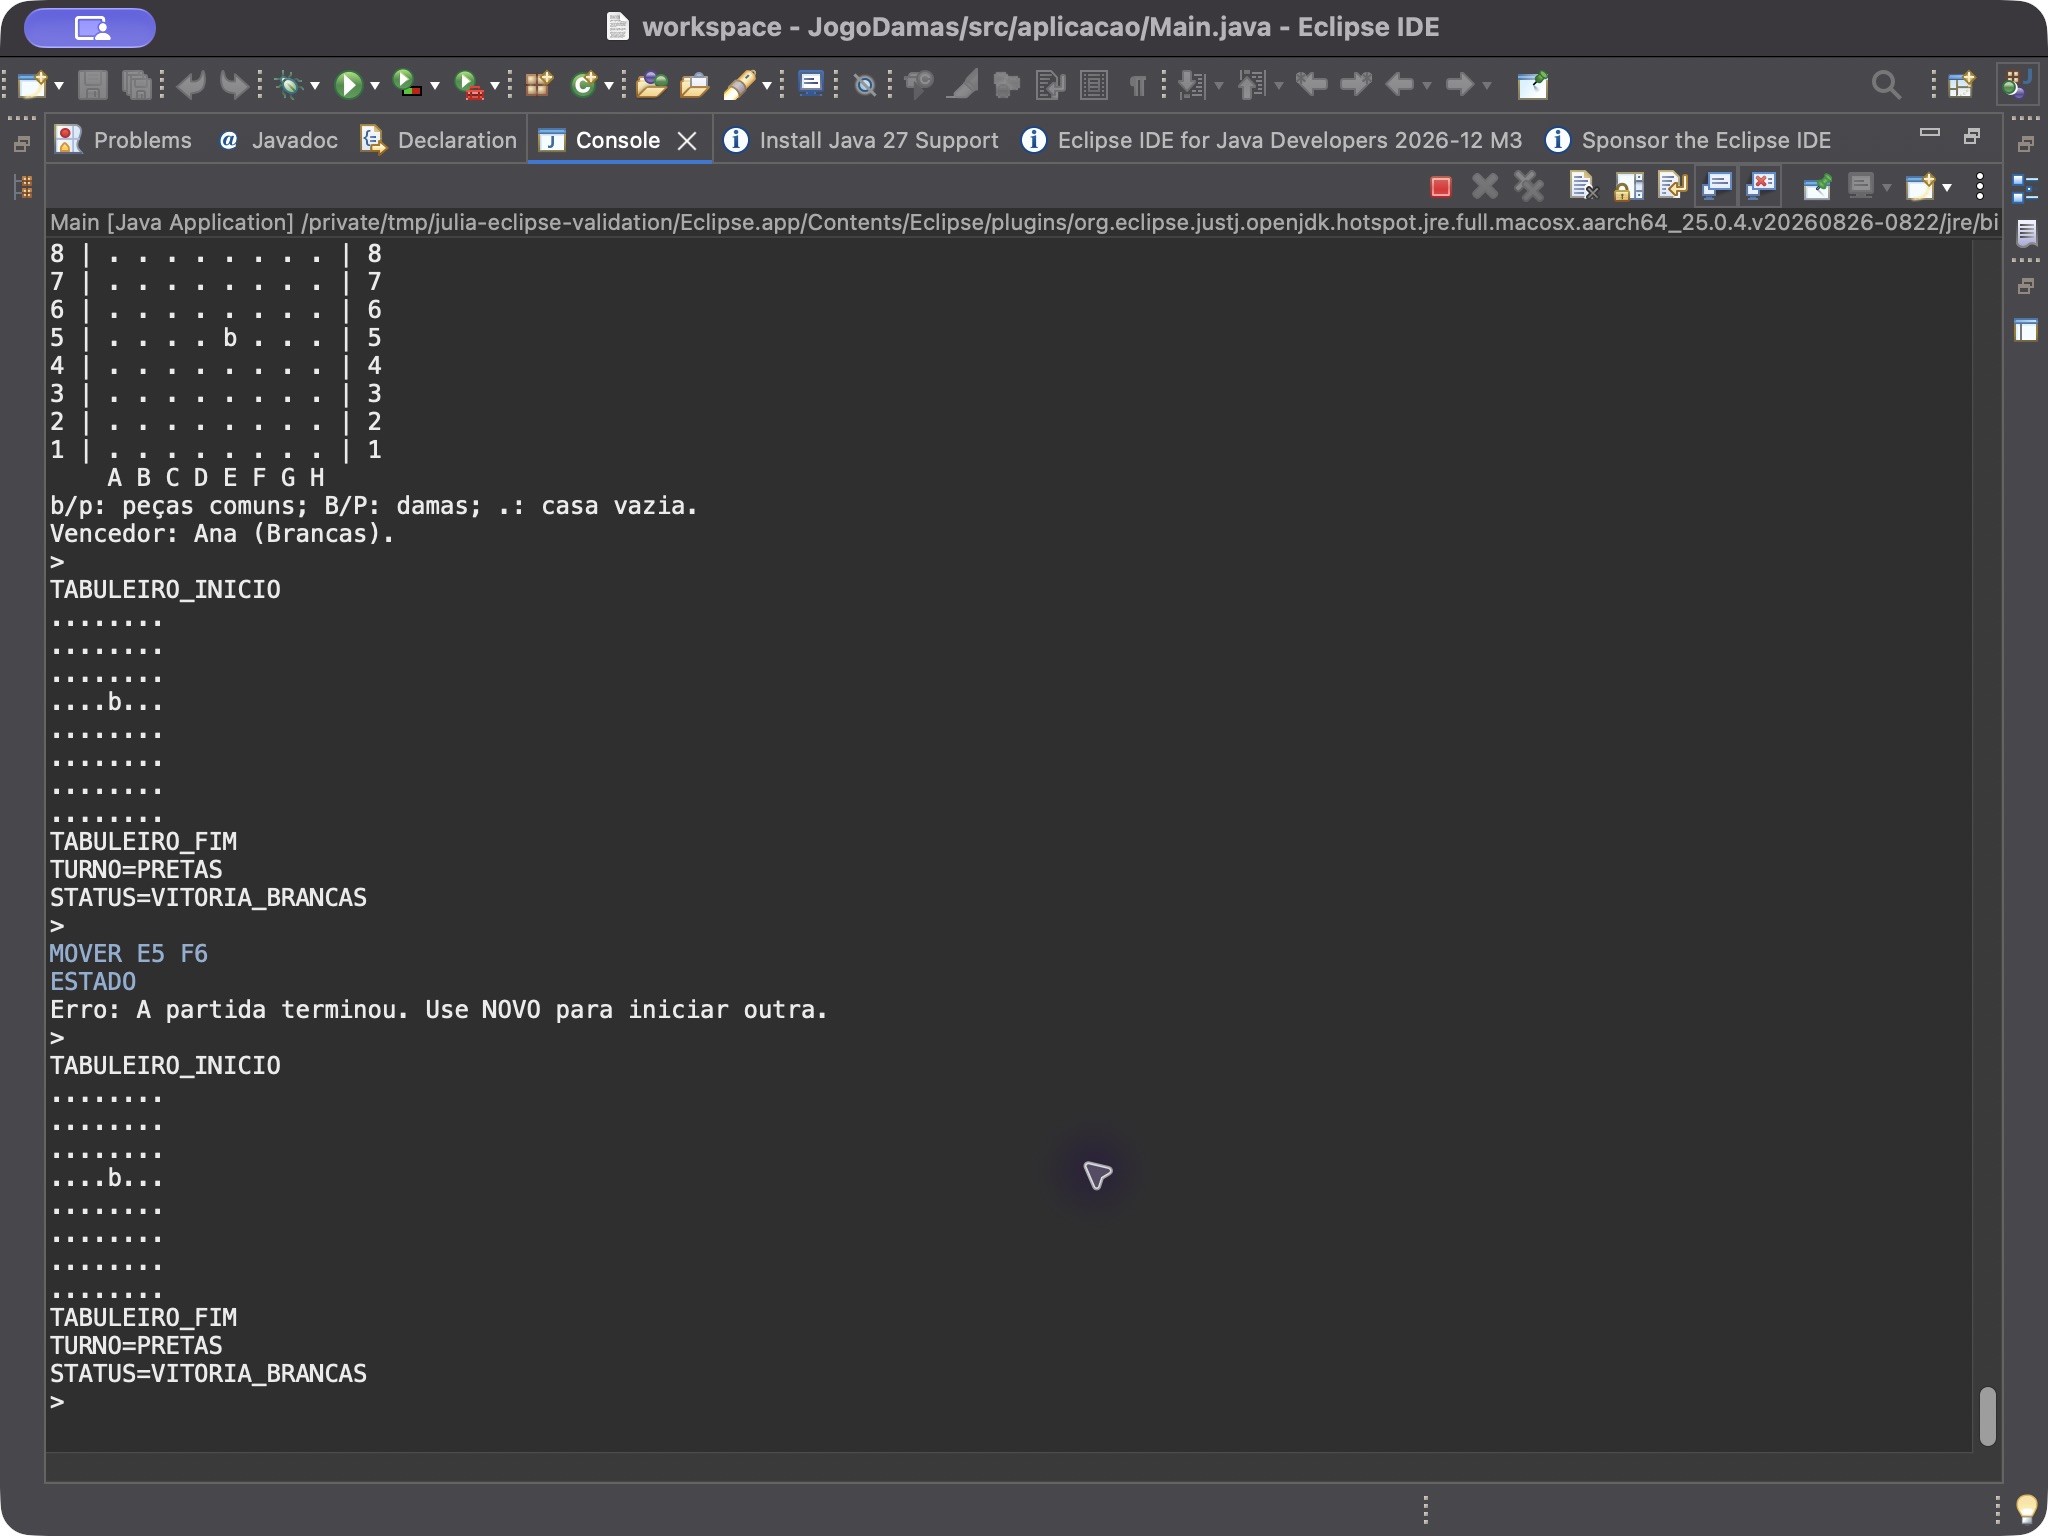 workspace - JogoDamas/src/aplicacao/Main.java - Eclipse IDE
Problems @ Javadoc Declaration Console Install Java 27 Support Eclipse IDE for Java Developers 2026-12 M3 Sponsor the Eclipse IDE
Main [Java Application] /private/tmp/julia-eclipse-validation/Eclipse.app/Contents/Eclipse/plugins/org.eclipse.justj.openjdk.hotspot.jre.full.macosx.aarch64_25.0.4.v20260826-0822/jre/bi
8 | . . . . . . . . | 8
7 | . . . . . . . . | 7
6 | . . . . . . . . | 6
5 | . . . . b . . . | 5
4 | . . . . . . . . | 4
3 | . . . . . . . . | 3
2 | . . . . . . . . | 2
1 | . . . . . . . . | 1
    A B C D E F G H
b/p: peças comuns; B/P: damas; .: casa vazia.
Vencedor: Ana (Brancas).
>
TABULEIRO_INICIO
........
........
........
....b...
........
........
........
........
TABULEIRO_FIM
TURNO=PRETAS
STATUS=VITORIA_BRANCAS
>
MOVER E5 F6
ESTADO
Erro: A partida terminou. Use NOVO para iniciar outra.
>
TABULEIRO_INICIO
........
........
........
....b...
........
........
........
........
TABULEIRO_FIM
TURNO=PRETAS
STATUS=VITORIA_BRANCAS
>